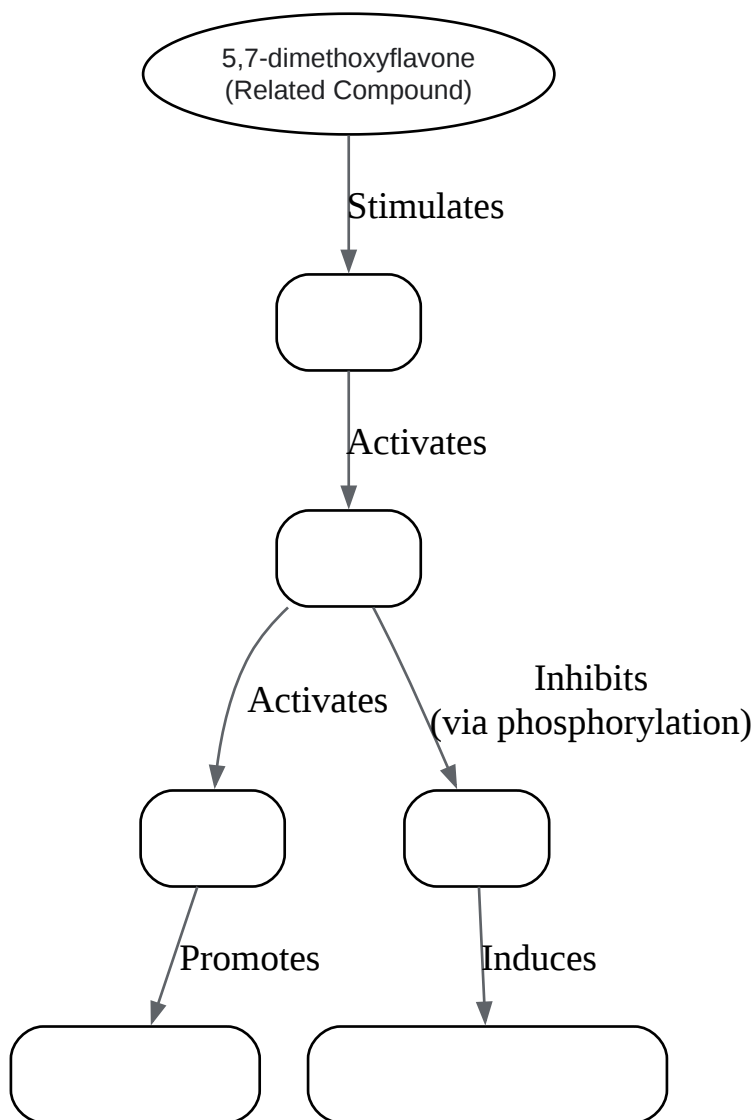 5,7-dimethoxyflavone
(Related Compound)
Stimulates
Activates
Activates
Inhibits
(via phosphorylation)
Promotes
Induces